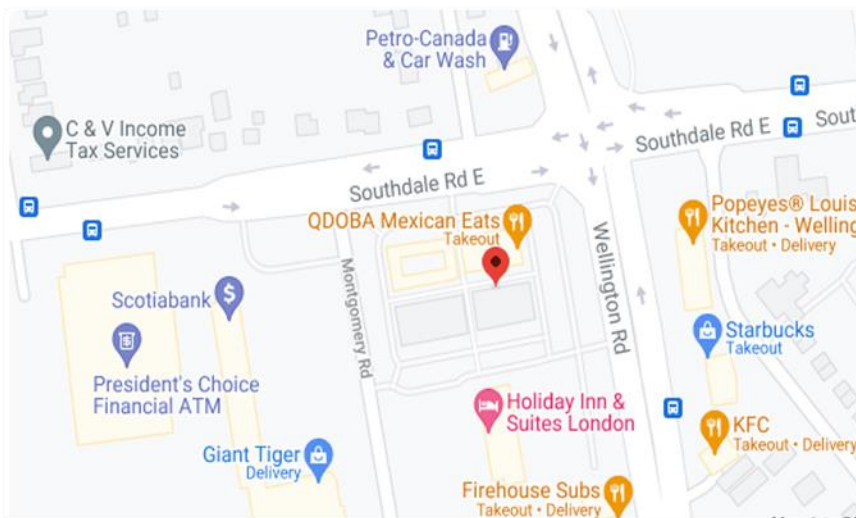 Petro-Canada
& Car Wash
C & V Income
Tax Services
Southdale Rd E
Sout
Southdale Rd E
QDOBA Mexican Eats
Takeout
Popeyes® Louis
Kitchen - Welling
Takeout • Delivery
Montgomery Rd
Wellington Rd
Scotiabank
$
Starbucks
Takeout
President's Choice
Financial ATM
Holiday Inn &
Suites London
KFC
Takeout • Delivery
Giant Tiger
Delivery
Firehouse Subs
Takeout • Delivery